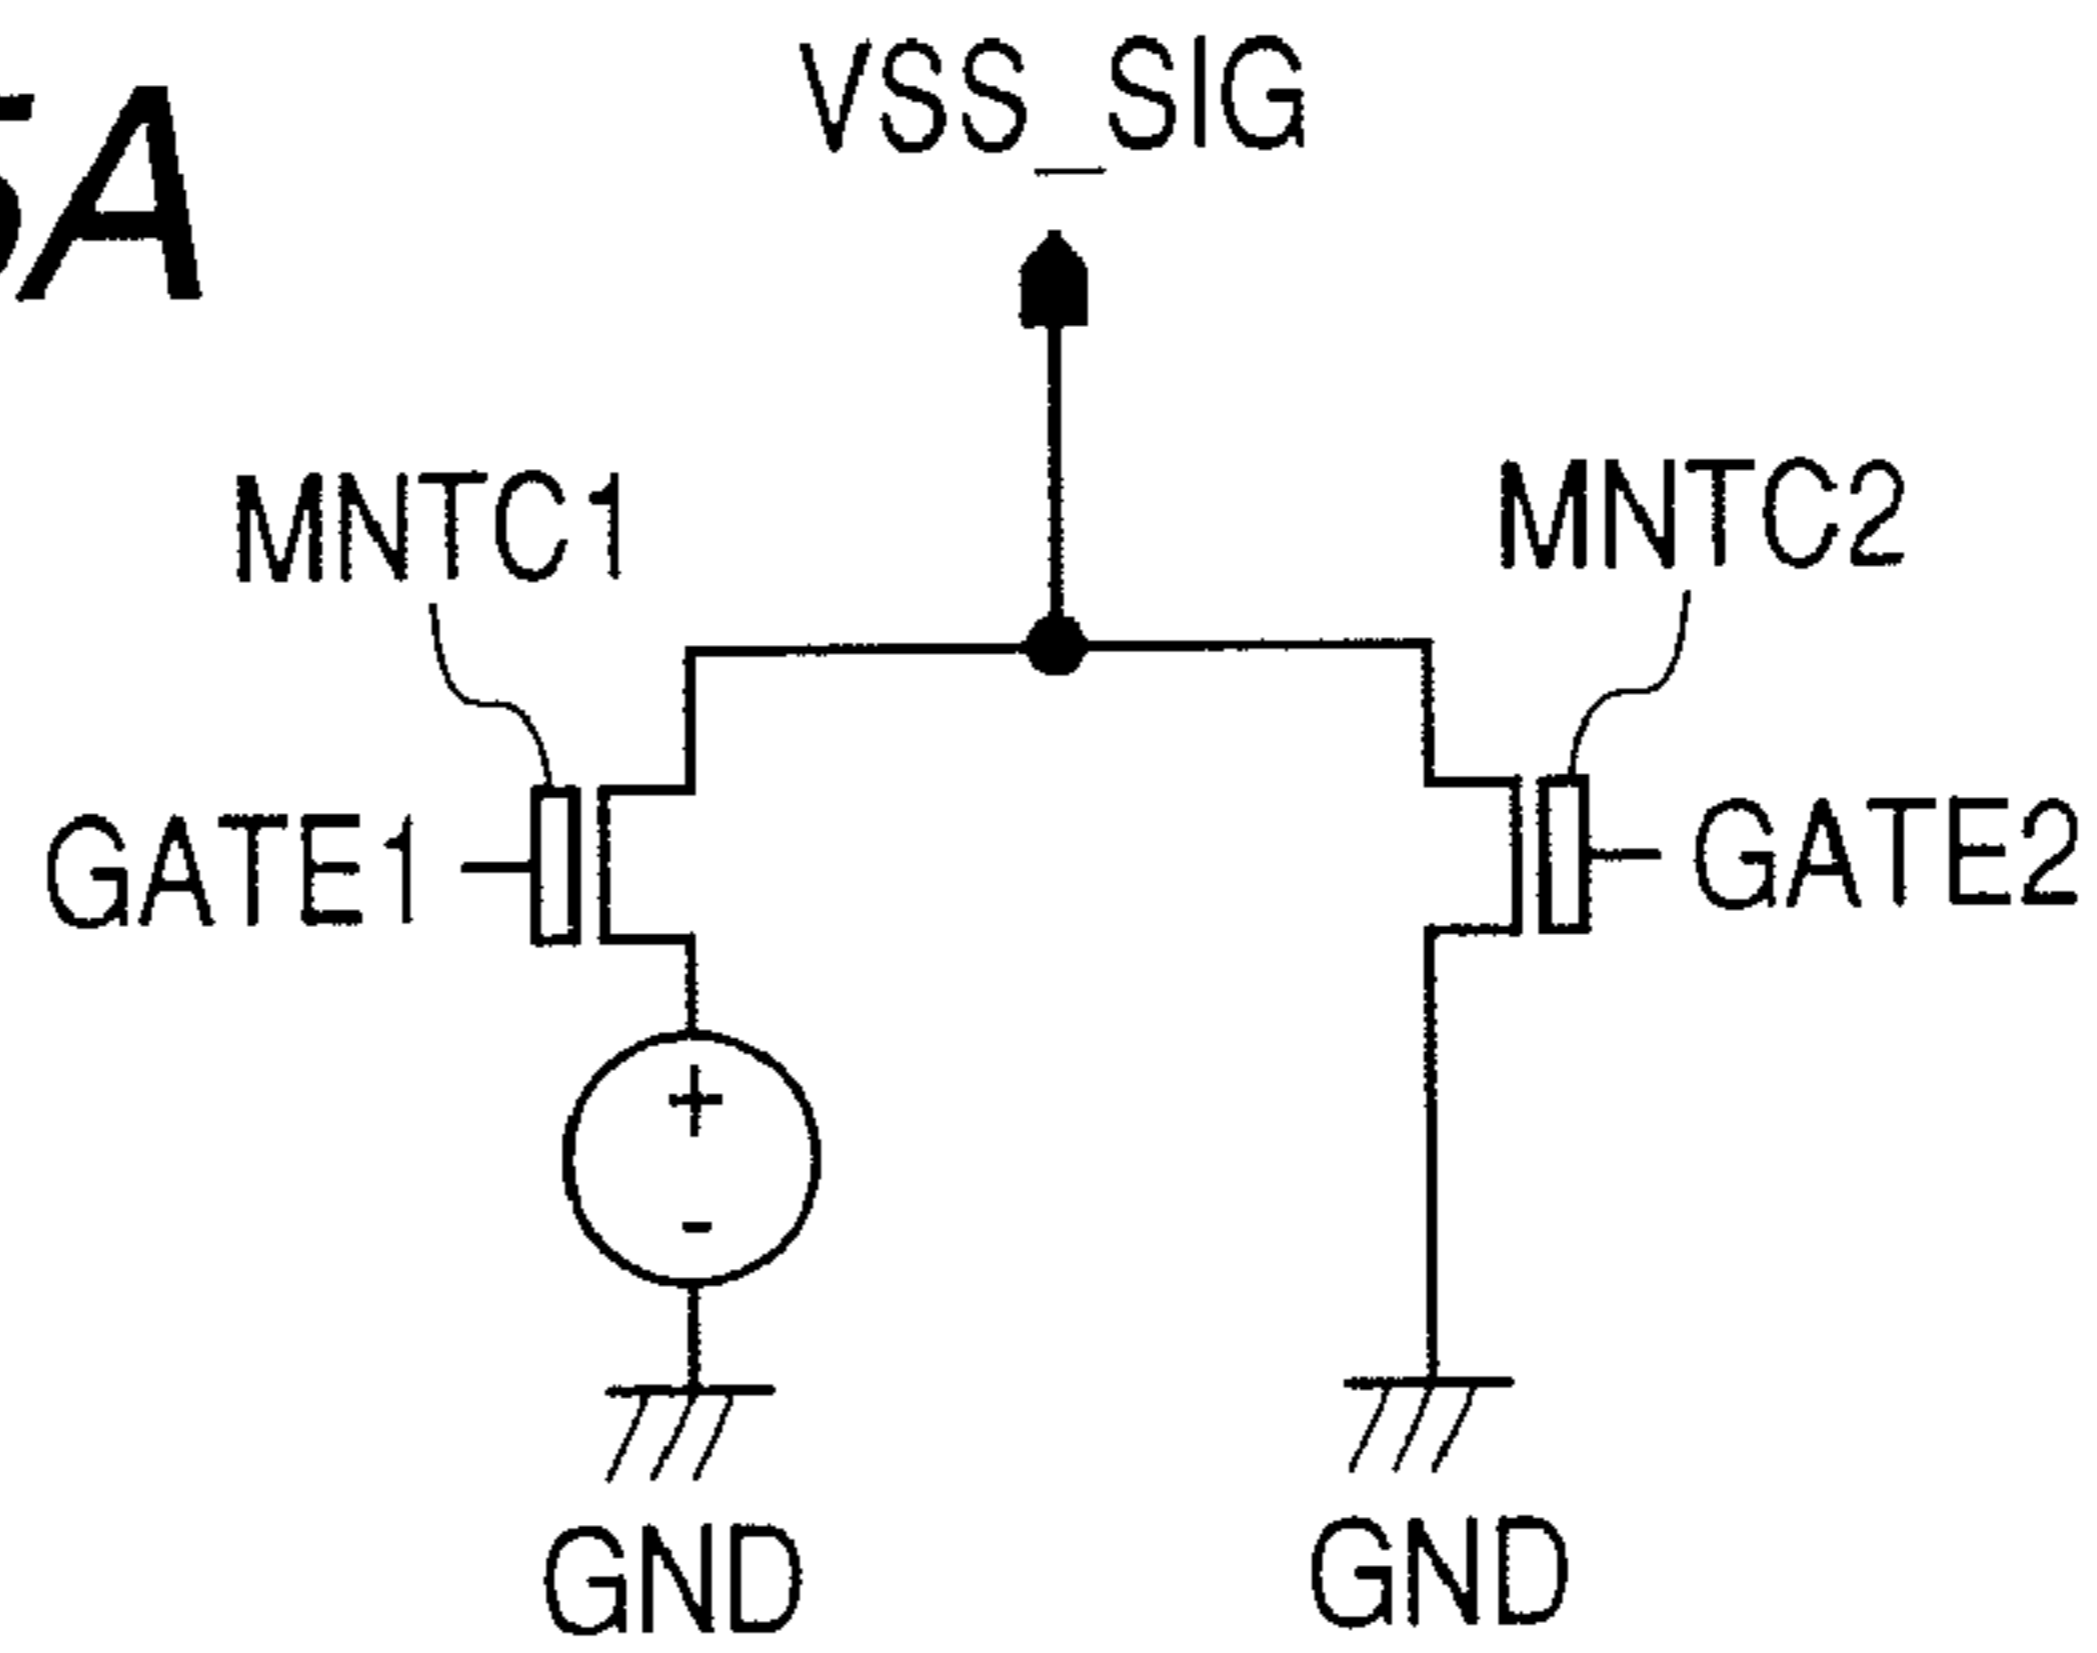 5A
VSS_SIG
MNTC1
MNTC2
GATE1
GATE2
+
-
GND
GND